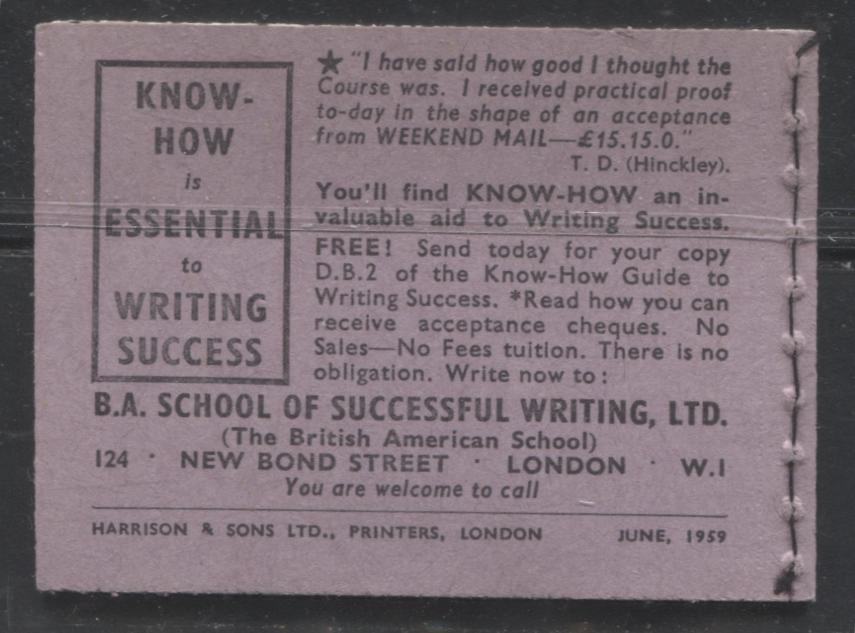 KNOW-
HOW
is
ESSENTIAL
to
WRITING
SUCCESS
★ "I have said how good I thought the
Course was. I received practical proof
to-day in the shape of an acceptance
from WEEKEND MAIL—£15.15.0."
T. D. (Hinckley).
You'll find KNOW-HOW an in-
valuable aid to Writing Success.
FREE! Send today for your copy
D.B.2 of the Know-How Guide to
Writing Success. *Read how you can
receive acceptance cheques. No
Sales—No Fees tuition. There is no
obligation. Write now to:
B.A. SCHOOL OF SUCCESSFUL WRITING, LTD.
(The British American School)
124 · NEW BOND STREET · LONDON · W.1
You are welcome to call
HARRISON & SONS LTD., PRINTERS, LONDON JUNE, 1959